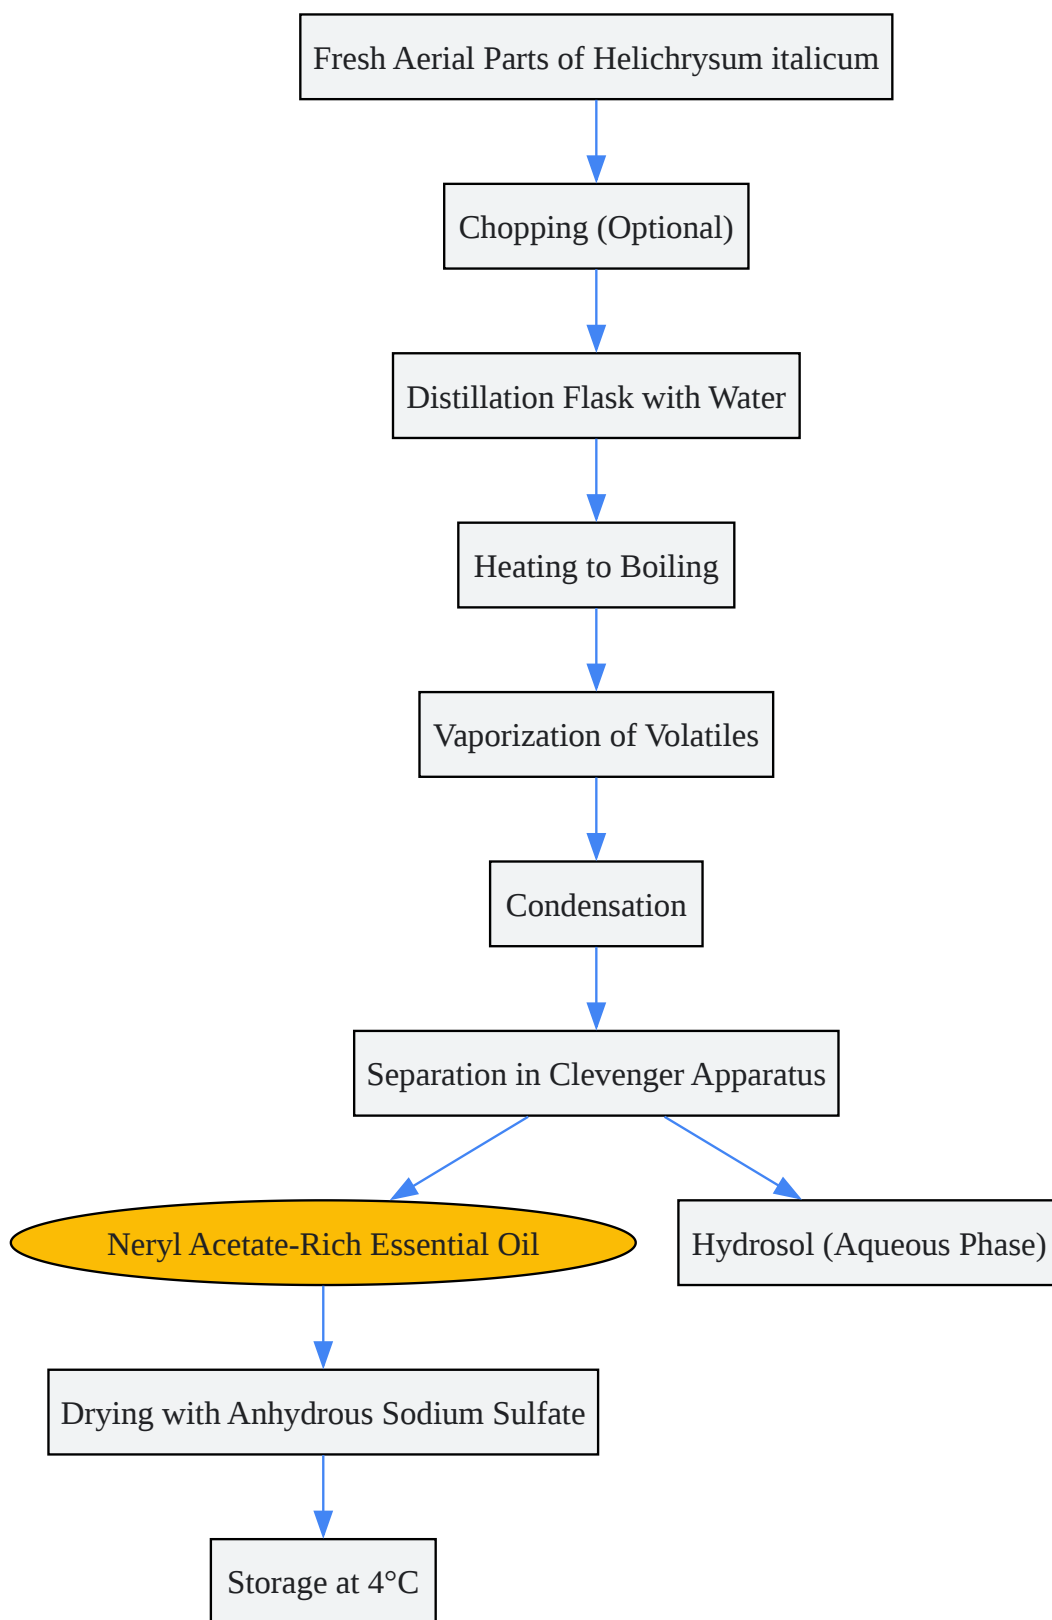 Fresh Aerial Parts of Helichrysum italicum
Chopping (Optional)
Distillation Flask with Water
Heating to Boiling
Vaporization of Volatiles
Condensation
Separation in Clevenger Apparatus
Neryl Acetate-Rich Essential Oil
Hydrosol (Aqueous Phase)
Drying with Anhydrous Sodium Sulfate
Storage at 4°C